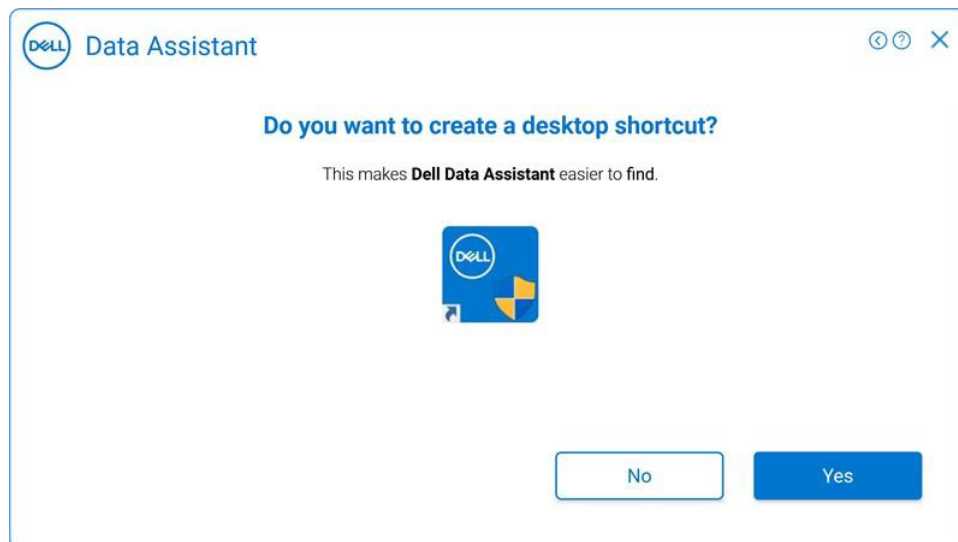 DELL Data Assistant
Do you want to create a desktop shortcut?
This makes Dell Data Assistant easier to find.
DELL
No Yes